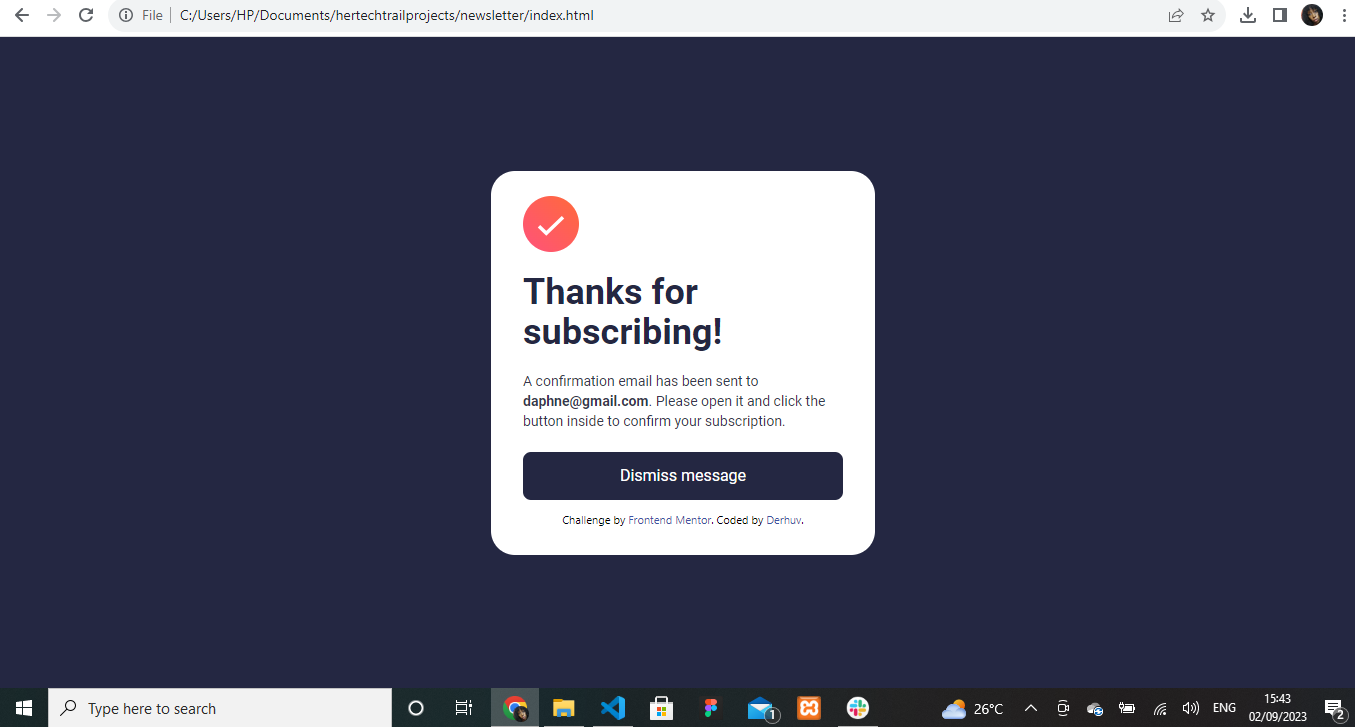 File
C:/Users/HP/Documents/hertechtrailprojects/newsletter/index.html
Thanks for
subscribing!
A confirmation email has been sent to
daphne@gmail.com. Please open it and click the
button inside to confirm your subscription.
Dismiss message
Challenge by Frontend Mentor. Coded by Derhuv.
Type here to search
1
26°C
ENG
15:43
02/09/2023
2